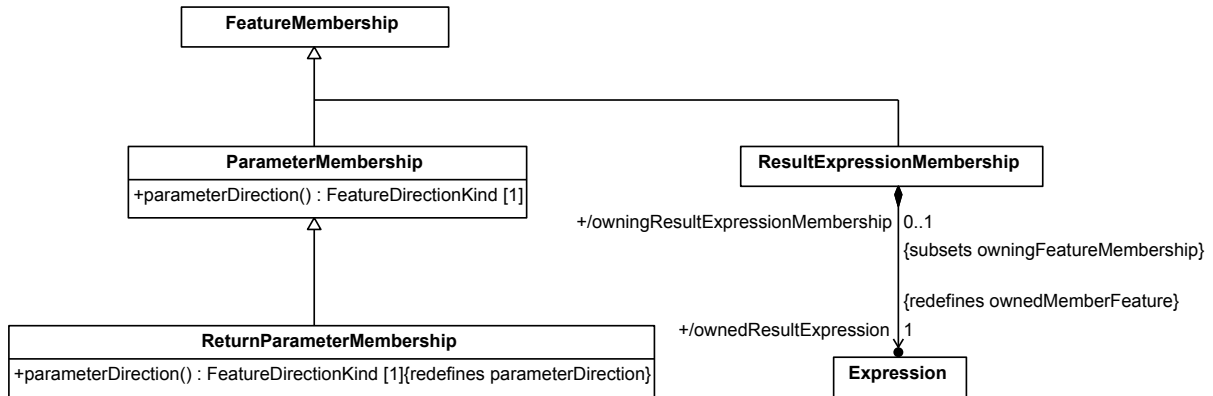 FeatureMembership
ParameterMembership
+parameterDirection() : FeatureDirectionKind [1]
ResultExpressionMembership
+/owningResultExpressionMembership 0..1
{subsets owningFeatureMembership}
{redefines ownedMemberFeature}
+/ownedResultExpression 1
ReturnParameterMembership
+parameterDirection() : FeatureDirectionKind [1]{redefines parameterDirection}
Expression